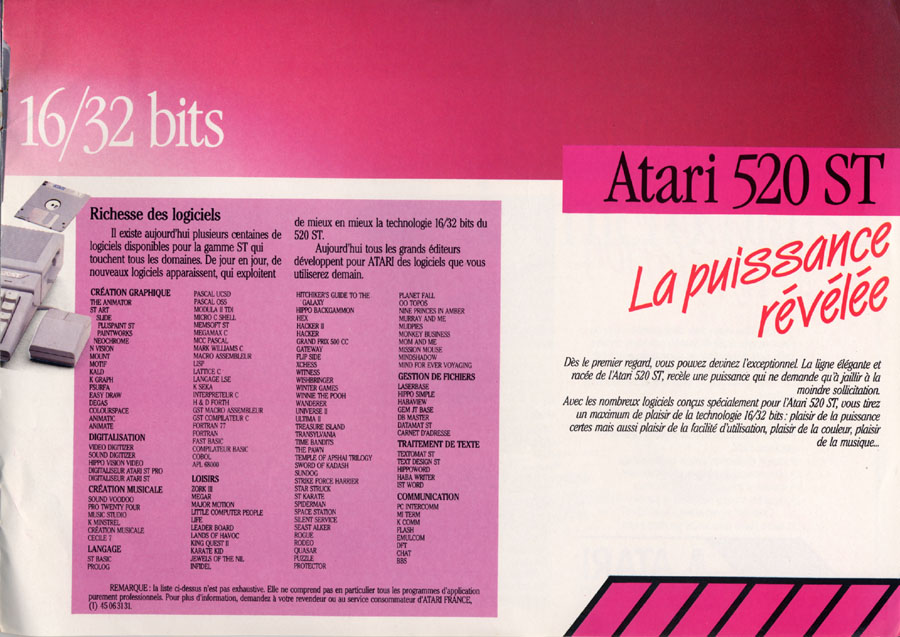 16/32 bits
Atari 520 ST
La puissance
révélée
Dès le premier regard, vous pouvez devinez l'exceptionnel. La ligne élégante et
racée de l'Atari 520 ST, recèle une puissance qui ne demande qu'à jaillir à la
moindre sollicitation.
Avec les nombreux logiciels conçus spécialement pour l'Atari 520 ST, vous tirez
un maximum de plaisir de la technologie 16/32 bits : plaisir de la puissance
certes mais aussi plaisir de la facilité d'utilisation, plaisir de la couleur, plaisir
de la musique...
Richesse des logiciels
Il existe aujourd'hui plusieurs centaines de
logiciels disponibles pour la gamme ST qui
touchent tous les domaines. De jour en jour, de
nouveaux logiciels apparaissent, qui exploitent
de mieux en mieux la technologie 16/32 bits du
520 ST.
Aujourd'hui tous les grands éditeurs
développent pour ATARI des logiciels que vous
utiliserez demain.
CRÉATION GRAPHIQUE
THE ANIMATOR
ST ART
SLIDE
PLUSPAINT ST
PAINTWORKS
NEOCHROME
N VISION
MOUNT
MOTIF
KALD
K GRAPH
FSURFA
EASY DRAW
DEGAS
COLOURSPACE
ANIMATIC
ANIMATE
DIGITALISATION
VIDEO DIGITIZER
SOUND DIGITIZER
HIPPO VISION VIDEO
DIGITALISEUR ATARI ST PRO
DIGITALISEUR ATARI ST
CRÉATION MUSICALE
SOUND VOODOO
PRO TWENTY FOUR
MUSIC STUDIO
K MINSTREL
CRÉATION MUSICALE
CECILE 7
LANGAGE
ST BASIC
PROLOG
PASCAL UCSD
PASCAL OSS
MODULA II TDI
MICRO C SHELL
MEMSOFT ST
MEGAMAX C
MCC PASCAL
MARK WILLIAMS C
MACRO ASSEMBLEUR
LISP
LATTICE C
LANGAGE LSE
K SEKA
INTERPRETEUR C
H & D FORTH
GST MACRO ASSEMBLEUR
GST COMPILATEUR C
FORTRAN 77
FORTRAN
FAST BASIC
COMPILATEUR BASIC
COBOL
APL 68000
LOISIRS
ZORK III
MEGAR
MAJOR MOTION
LITTLE COMPUTER PEOPLE
LIFE
LEADER BOARD
LANDS OF HAVOC
KING QUEST II
KARATE KID
JEWELS OF THE NIL
INFIDEL
HITCHIKER'S GUIDE TO THE
GALAXY
HIPPO BACKGAMMON
HEX
HACKER II
HACKER
GRAND PRIX 500 CC
GATEWAY
FLIP SIDE
XCHESS
WITNESS
WISHBRINGER
WINTER GAMES
WINNE THE POOH
WANDERER
UNIVERSE II
ULTIMA II
TREASURE ISLAND
TRANSYLVANIA
TIME BANDITS
THE PAWN
TEMPLE OF APSHAI TRILOGY
SWORD OF KADASH
SUNDOG
STRIKE FORCE HARRIER
STAR STRUCK
ST KARATE
SPIDERMAN
SPACE STATION
SILENT SERVICE
SEAST ALKER
ROGUE
RODEO
QUASAR
PUZZLE
PROTECTOR
PLANET FALL
OO TOPOS
NINE PRINCES IN AMBER
MURRAY AND ME
MUDPIES
MONKEY BUSINESS
MOM AND ME
MISSION MOUSE
MINDSHADOW
MIND FOR EVER VOYAGING
GESTION DE FICHIERS
LASERBASE
HIPPO SIMPLE
HABAVIEW
GEM JT BASE
DB MASTER
DATAMAT ST
CARNET D'ADRESSE
TRAITEMENT DE TEXTE
TEXTOMAT ST
TEXT DESIGN ST
HIPPOWORD
HABA WRITER
1ST WORD
COMMUNICATION
PC INTERCOMM
MI TERM
K COMM
FLASH
EMULCOM
DFT
CHAT
BBS
REMARQUE : la liste ci-dessus n'est pas exhaustive. Elle ne comprend pas en particulier tous les programmes d'application
purement professionnels. Pour plus d'information, demandez à votre revendeur ou au service consommateur d'ATARI FRANCE,
(1) 45 06 31 31.